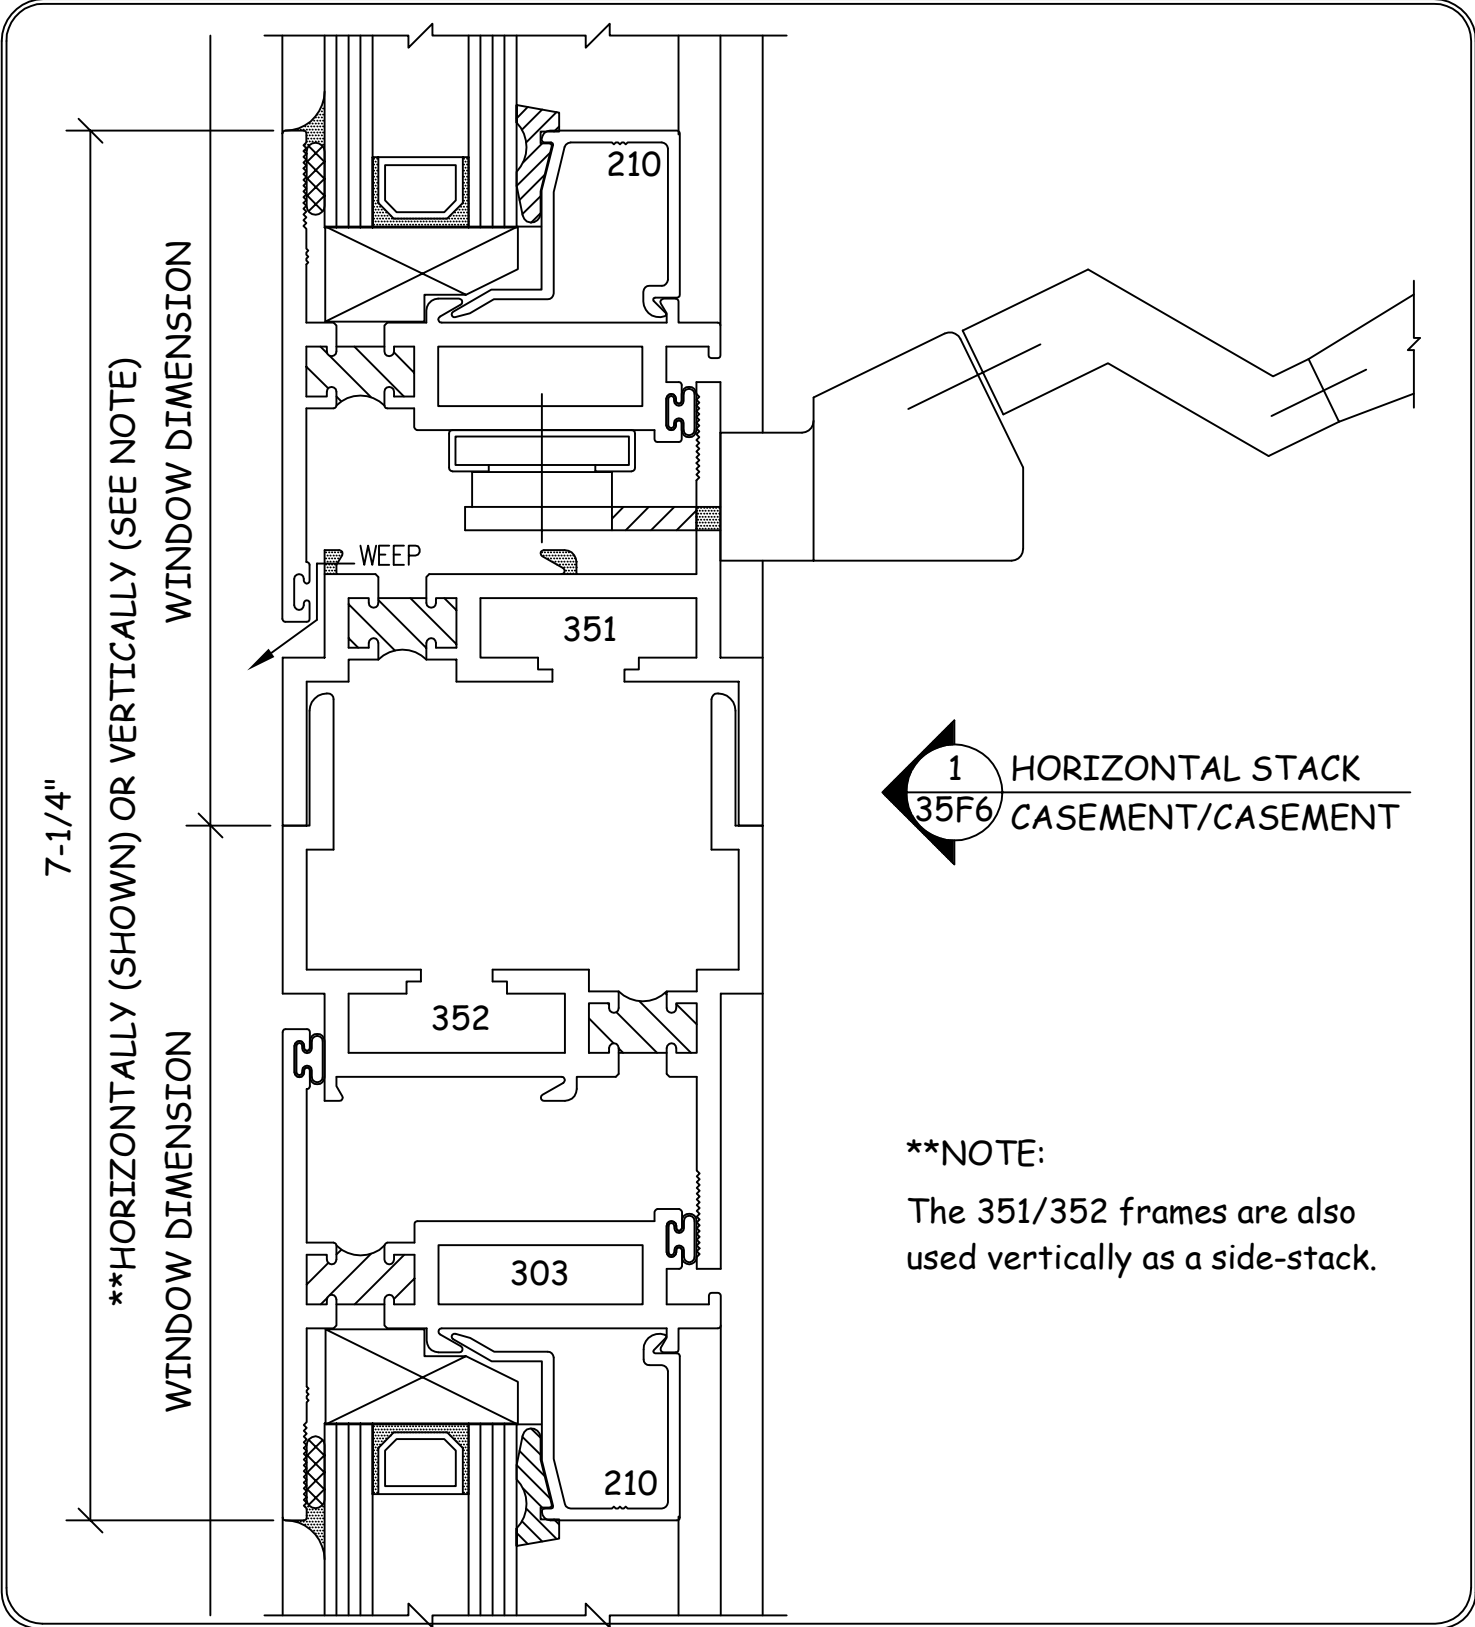 210
7-1/4"
**HORIZONTALLY (SHOWN) OR VERTICALLY (SEE NOTE)
WINDOW DIMENSION
WEEP
351
1
35F6
HORIZONTAL STACK
CASEMENT/CASEMENT
352
WINDOW DIMENSION
**NOTE:
The 351/352 frames are also
used vertically as a side-stack.
303
210